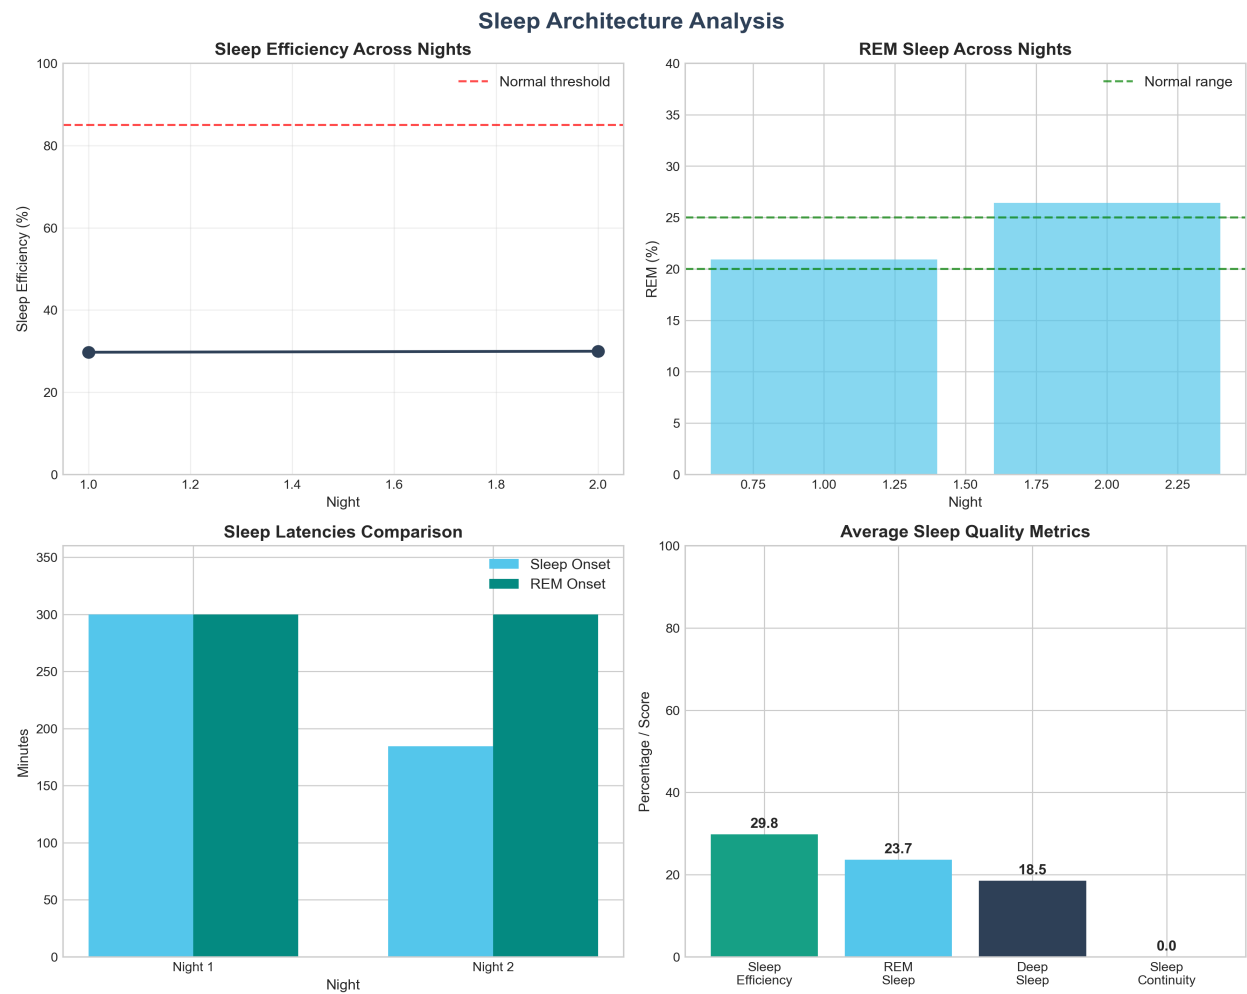 Sleep Architecture Analysis
Sleep Efficiency Across Nights
100
80
60
40
20
0
Sleep Efficiency (%)
Normal threshold
1.0 1.2 1.4 1.6 1.8 2.0
Night
REM Sleep Across Nights
40
35
30
25
20
15
10
5
0
REM (%)
Normal range
0.75 1.00 1.25 1.50 1.75 2.00 2.25
Night
Sleep Latencies Comparison
350
300
250
200
150
100
50
0
Minutes
Sleep Onset
REM Onset
Night 1 Night 2
Night
Average Sleep Quality Metrics
100
80
60
40
20
0
Percentage / Score
29.8
23.7
18.5
0.0
Sleep
Efficiency
REM
Sleep
Deep
Sleep
Sleep
Continuity